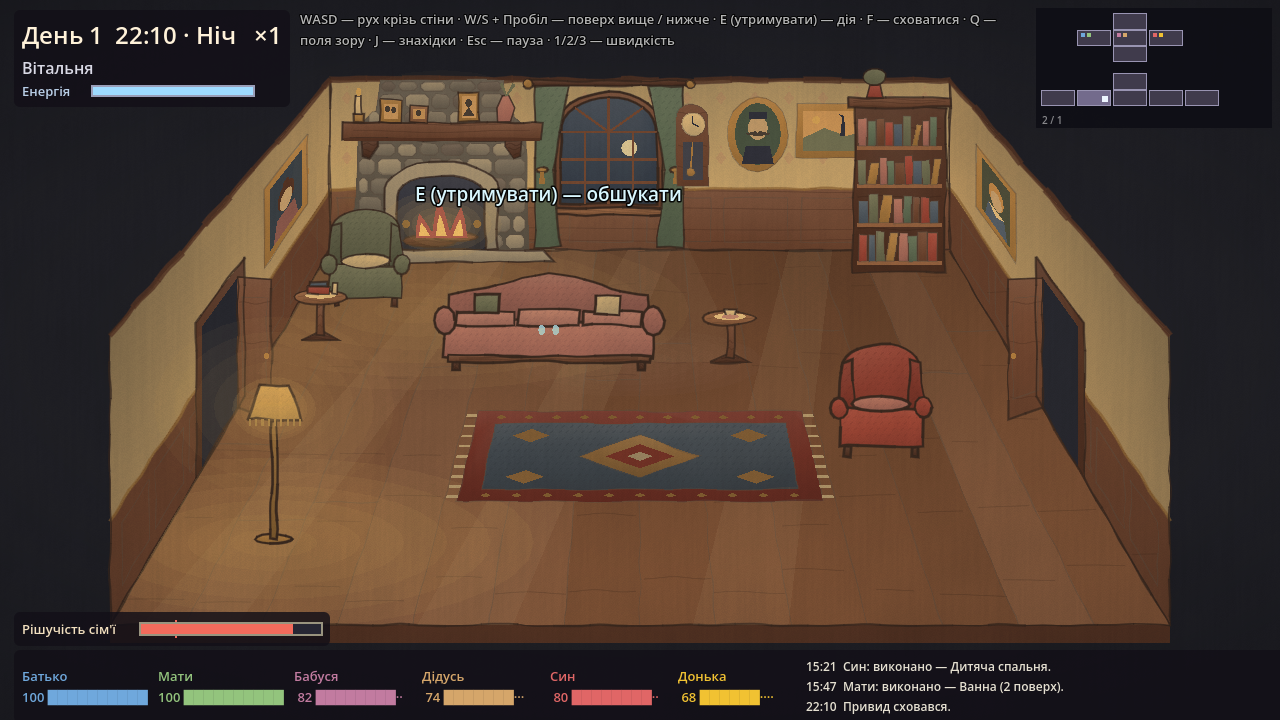 День 1 22:10 · Ніч ×1
Вітальня
Енергія
WASD — рух крізь стіни · W/S + Пробіл — поверх вище / нижче · E (утримувати) — дія · F — сховатися · Q —
поля зору · J — знахідки · Esc — пауза · 1/2/3 — швидкість
2 / 1
E (утримувати) — обшукати
Рішучість сім'ї
Батько
100
Мати
100
Бабуся
82
Дідусь
74
Син
80
Донька
68
15:21 Син: виконано — Дитяча спальня.
15:47 Мати: виконано — Ванна (2 поверх).
22:10 Привид сховався.